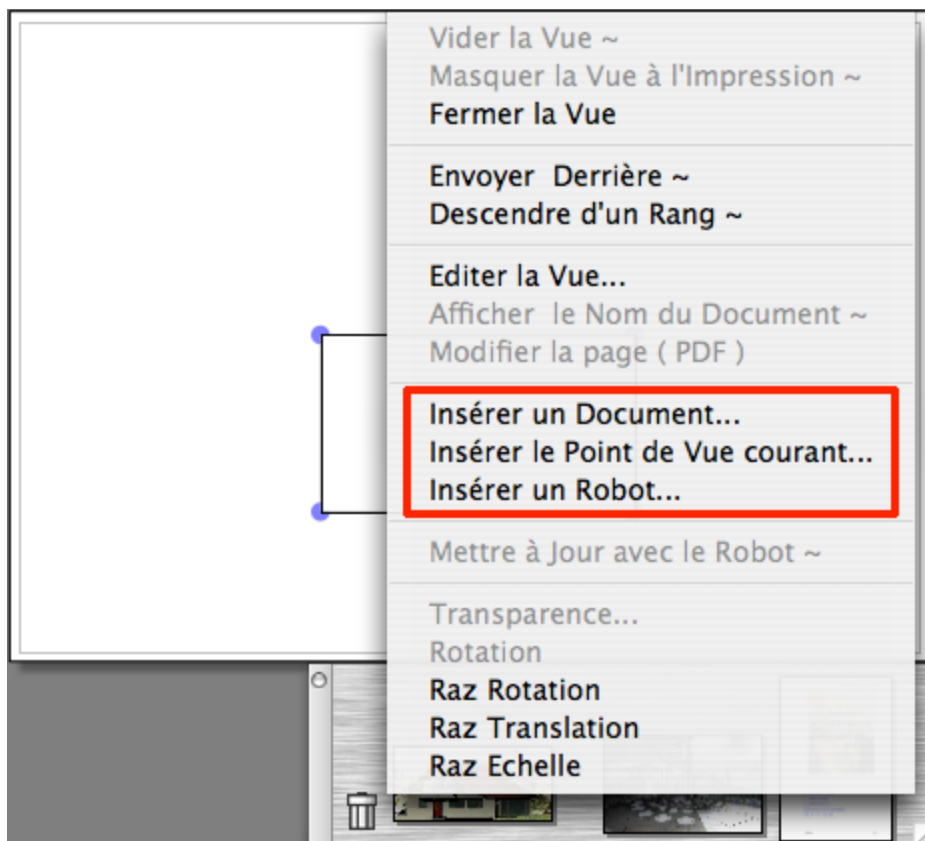 Vider la Vue ~
Masquer la Vue à l'Impression ~
Fermer la Vue
Envoyer  Derrière ~
Descendre d'un Rang ~
Editer la Vue...
Afficher  le Nom du Document ~
Modifier la page ( PDF )
Insérer un Document...
Insérer le Point de Vue courant...
Insérer un Robot...
Mettre à Jour avec le Robot ~
Transparence...
Rotation
Raz Rotation
Raz Translation
Raz Echelle